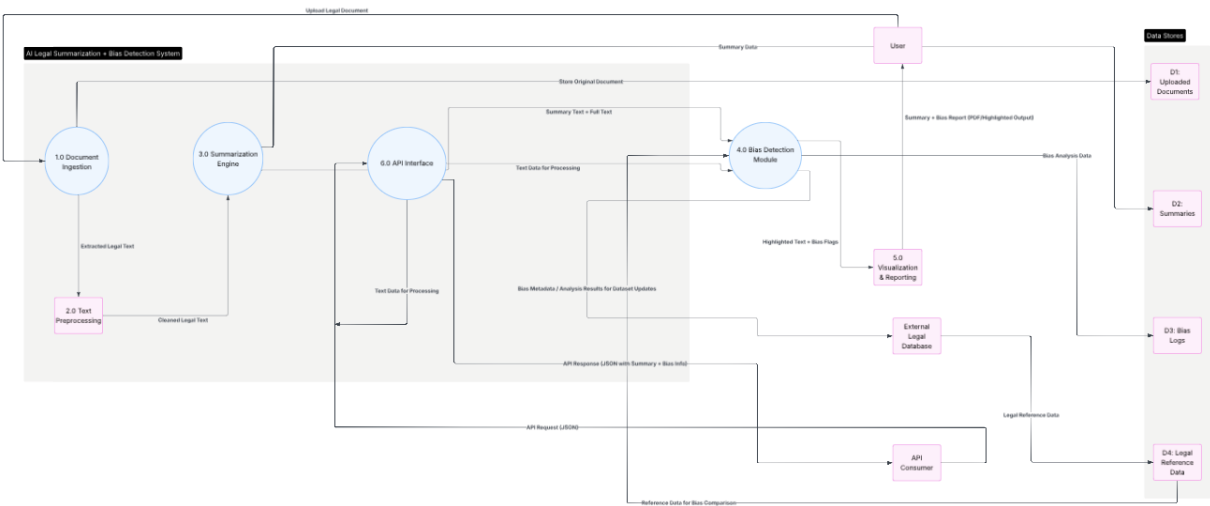 Upload Legal Document
AI Legal Summarization + Bias Detection System
Summary Data
User
Data Stores
Store Original Document
D1:
Uploaded
Documents
Summary Text + Full Text
Summary + Bias Report (PDF/Highlighted Output)
1.0 Document
Ingestion
3.0 Summarization
Engine
6.0 API Interface
4.0 Bias Detection
Module
Bias Analysis Data
Text Data for Processing
D2:
Summaries
Extracted Legal Text
Highlighted Text + Bias Flags
5.0
Visualization
& Reporting
Text Data for Processing
Bias Metadata / Analysis Results for Dataset Updates
2.0 Text
Preprocessing
Cleaned Legal Text
External
Legal
Database
D3: Bias
Logs
API Response (JSON with Summary + Bias Info)
Legal Reference Data
API Request (JSON)
API
Consumer
D4: Legal
Reference
Data
Reference Data for Bias Comparison